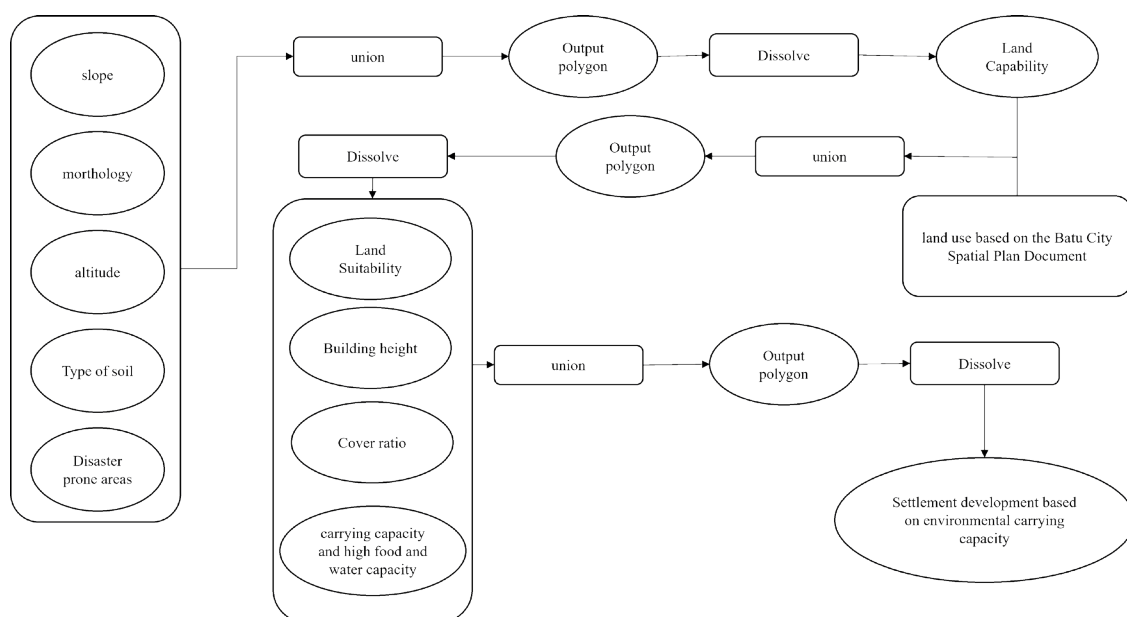 slope
morthology
altitude
Type of soil
Disaster
prone areas
union
Output
polygon
Dissolve
Land
Capability
land use based on the Batu City
Spatial Plan Document
union
Output
polygon
Dissolve
Land
Suitability
Building height
Cover ratio
carrying capacity
and high food and
water capacity
union
Output
polygon
Dissolve
Settlement development based
on environmental carrying
capacity